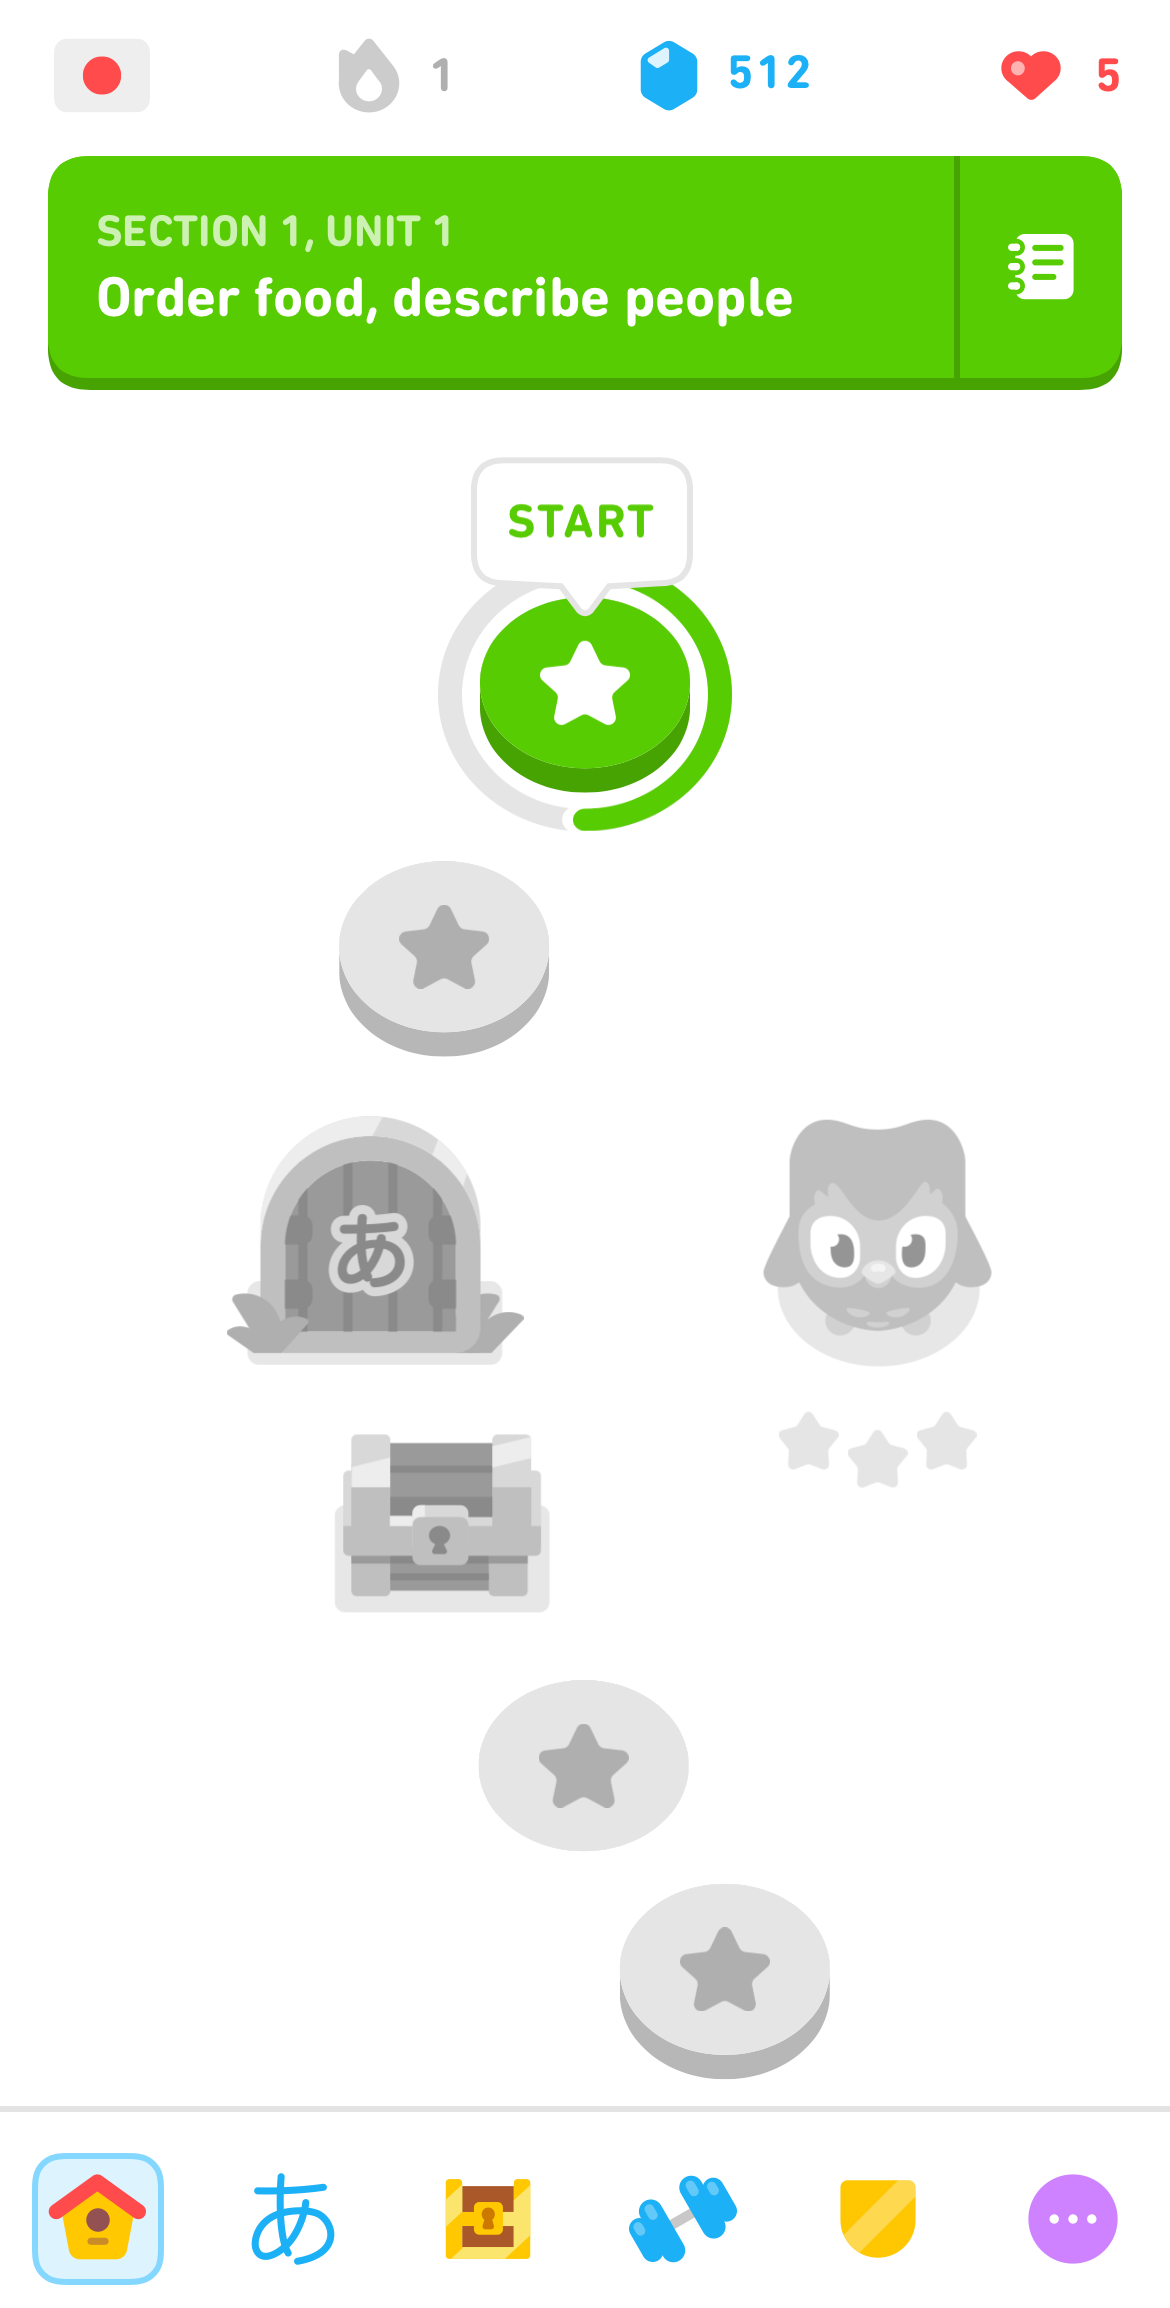 1
512
5
SECTION 1, UNIT 1
Order food, describe people
START
あ
あ